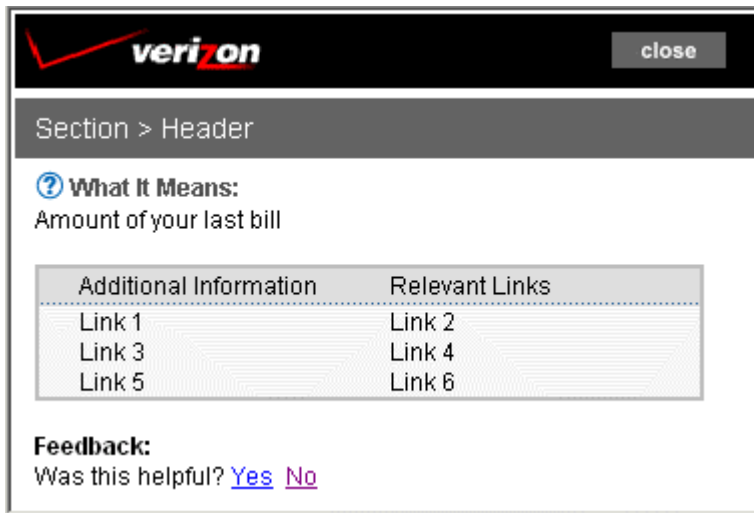 verizon
close
Section > Header
? What It Means:
Amount of your last bill
Additional Information Relevant Links
Link 1 Link 2
Link 3 Link 4
Link 5 Link 6
Feedback:
Was this helpful? Yes No